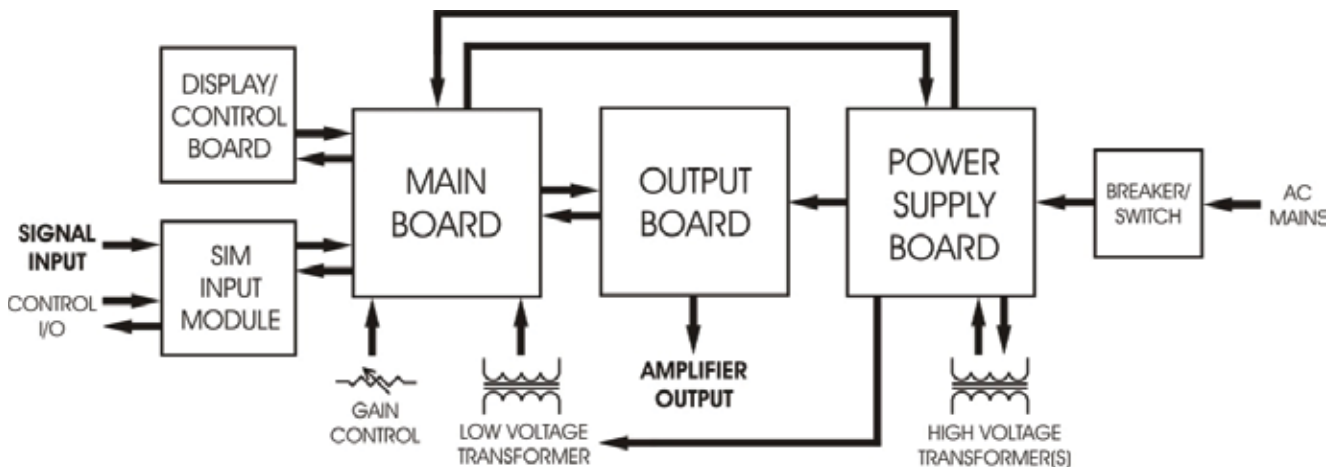 DISPLAY/
CONTROL
BOARD
MAIN
BOARD
OUTPUT
BOARD
POWER
SUPPLY
BOARD
BREAKER/
SWITCH
AC
MAINS
SIGNAL
INPUT
CONTROL
I/O
SIM
INPUT
MODULE
GAIN
CONTROL
LOW VOLTAGE
TRANSFORMER
AMPLIFIER
OUTPUT
HIGH VOLTAGE
TRANSFORMER(S)